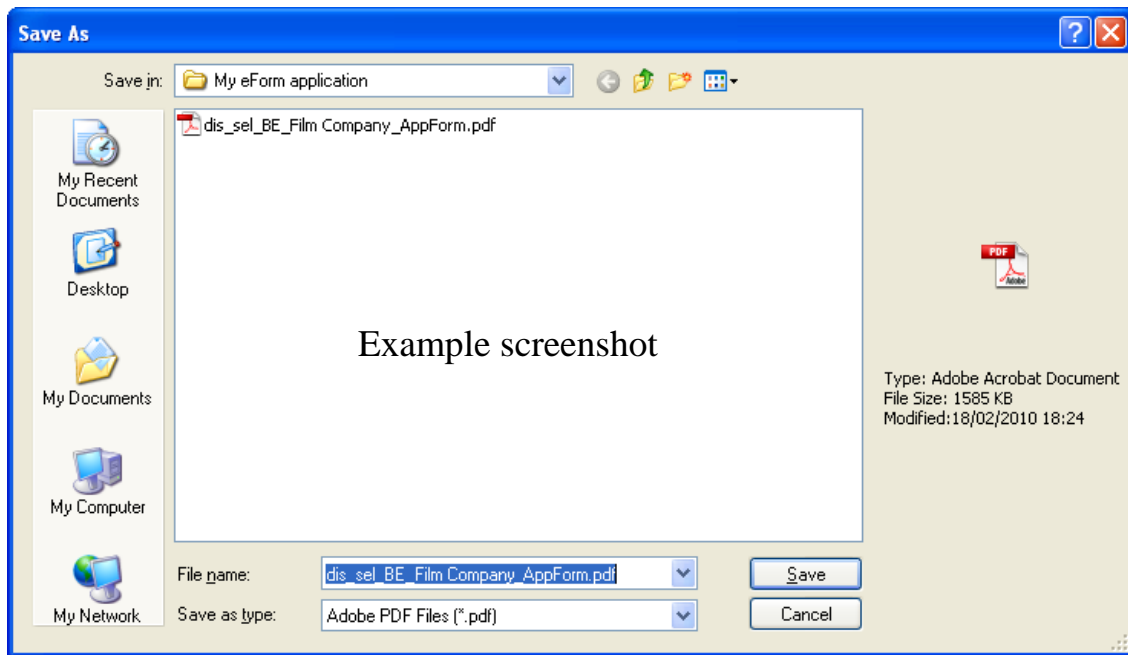 Save As
Save in:
My eForm application
dis_sel_BE_Film Company_AppForm.pdf
My Recent
Documents
Desktop
My Documents
My Computer
My Network
Example screenshot
PDF
Adobe
Type: Adobe Acrobat Document
File Size: 1585 KB
Modified:18/02/2010 18:24
File name:
dis_sel_BE_Film Company_AppForm.pdf
Save
Save as type:
Adobe PDF Files (*.pdf)
Cancel